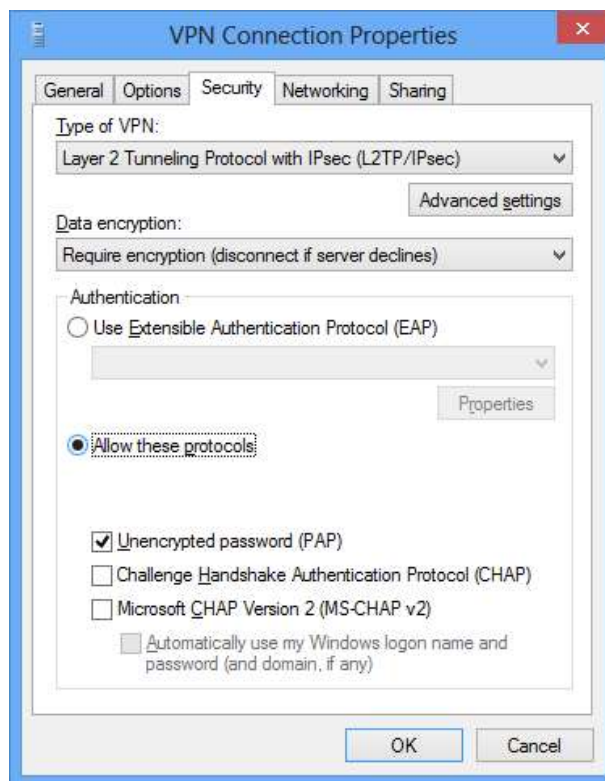 VPN Connection Properties
General Options Security Networking Sharing
Type of VPN:
Layer 2 Tunneling Protocol with IPsec (L2TP/IPsec)
Advanced settings
Data encryption:
Require encryption (disconnect if server declines)
Authentication
Use Extensible Authentication Protocol (EAP)
Properties
Allow these protocols
Unencrypted password (PAP)
Challenge Handshake Authentication Protocol (CHAP)
Microsoft CHAP Version 2 (MS-CHAP v2)
Automatically use my Windows logon name and
password (and domain, if any)
OK Cancel